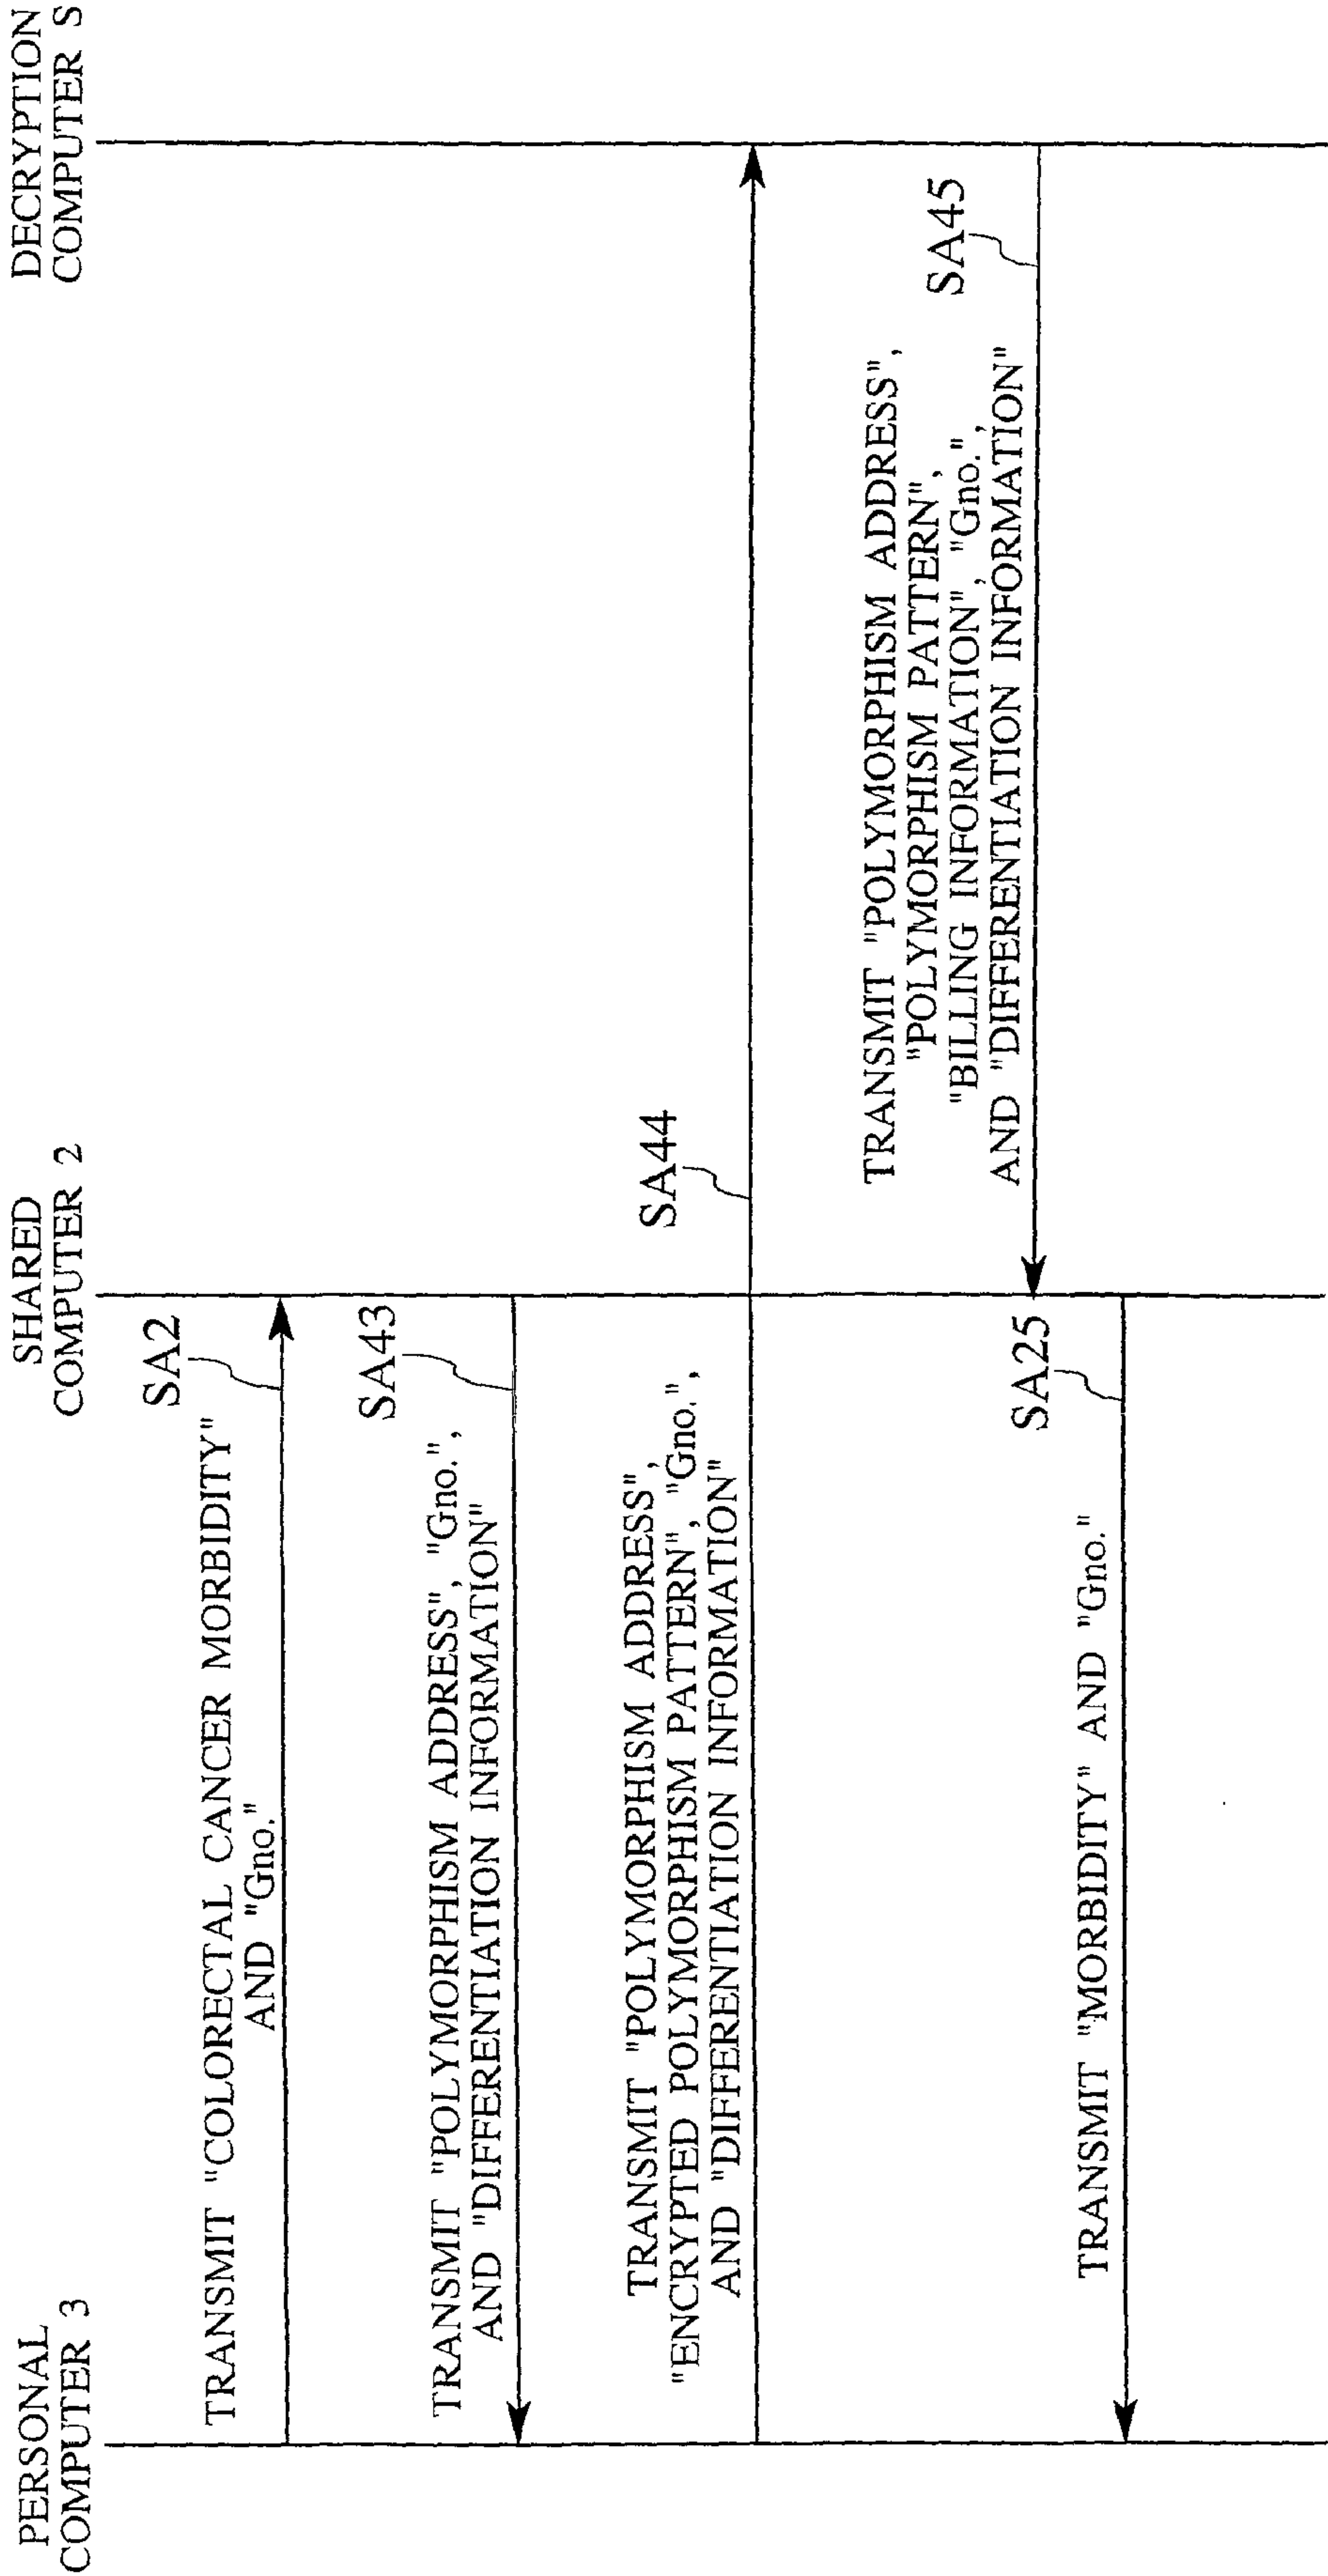 PERSONAL
COMPUTER 3
SHARED
COMPUTER 2
DECRYPTION
COMPUTER S
SA2
TRANSMIT "COLORECTAL CANCER MORBIDITY"
AND "Gno."
SA43
TRANSMIT "POLYMORPHISM ADDRESS", "Gno.",
AND "DIFFERENTIATION INFORMATION"
SA44
TRANSMIT "POLYMORPHISM ADDRESS",
"ENCRYPTED POLYMORPHISM PATTERN", "Gno.",
AND "DIFFERENTIATION INFORMATION"
SA45
TRANSMIT "POLYMORPHISM ADDRESS",
"POLYMORPHISM PATTERN",
"BILLING INFORMATION", "Gno.",
AND "DIFFERENTIATION INFORMATION"
SA25
TRANSMIT "MORBIDITY" AND "Gno."